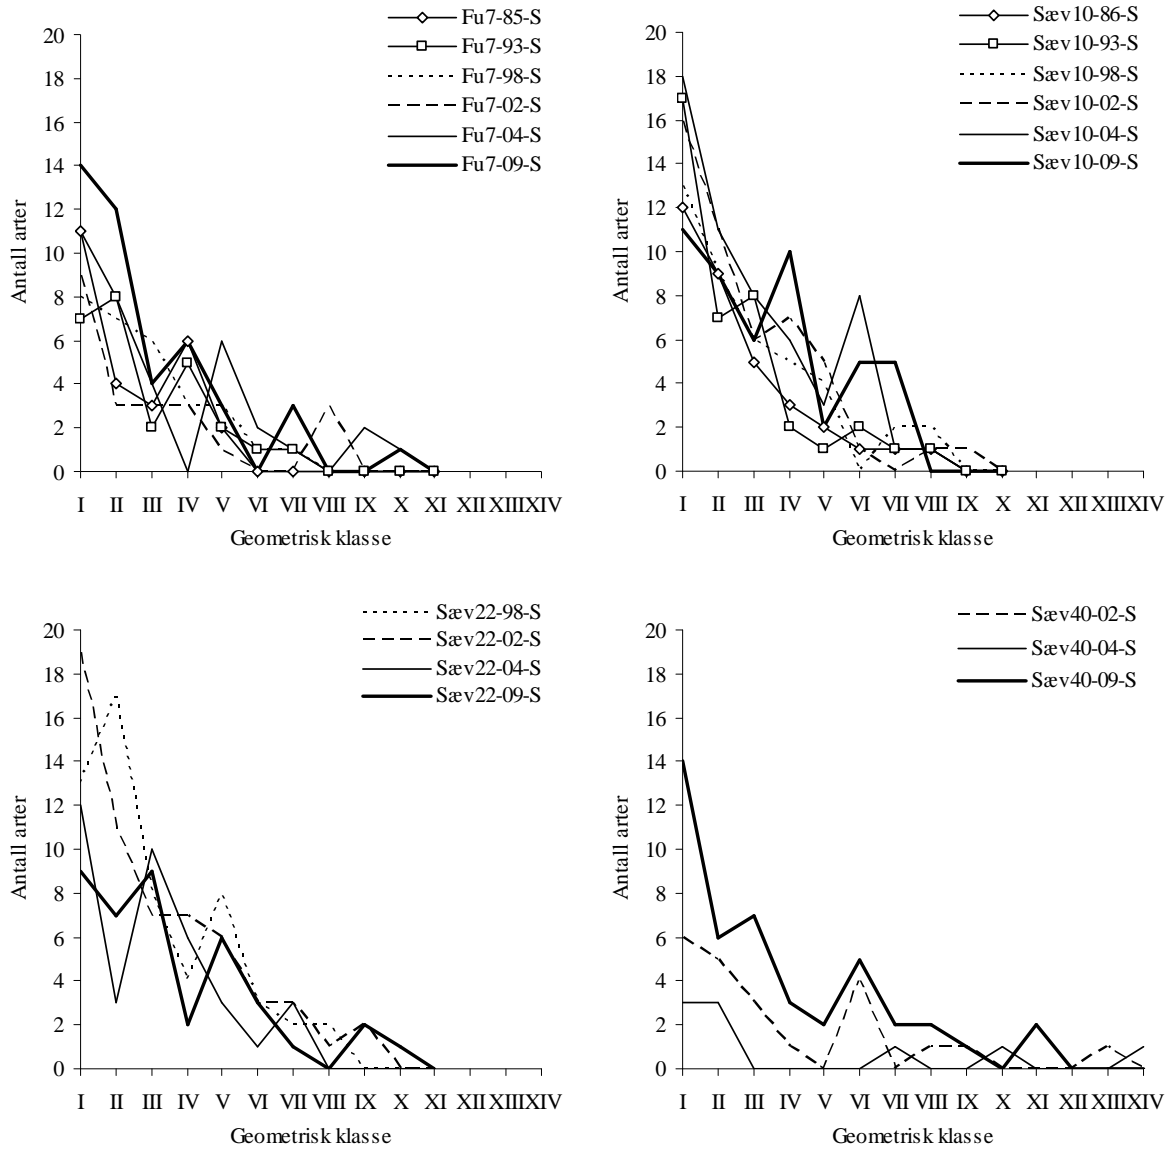 Fu7-85-S
Fu7-93-S
Fu7-98-S
Fu7-02-S
Fu7-04-S
Fu7-09-S
20
18
16
14
12
10
8
6
4
2
0
Antall arter
I II III IV V VI VII VIII IX X XI XII XIII XIV
Geometrisk klasse
Sæv10-86-S
Sæv10-93-S
Sæv10-98-S
Sæv10-02-S
Sæv10-04-S
Sæv10-09-S
20
18
16
14
12
10
8
6
4
2
0
Antall arter
I II III IV V VI VII VIII IX X XI XII XIII XIV
Geometrisk klasse
Sæv22-98-S
Sæv22-02-S
Sæv22-04-S
Sæv22-09-S
20
18
16
14
12
10
8
6
4
2
0
Antall arter
I II III IV V VI VII VIII IX X XI XII XIII XIV
Geometrisk klasse
Sæv40-02-S
Sæv40-04-S
Sæv40-09-S
20
18
16
14
12
10
8
6
4
2
0
Antall arter
I II III IV V VI VII VIII IX X XI XII XIII XIV
Geometrisk klasse